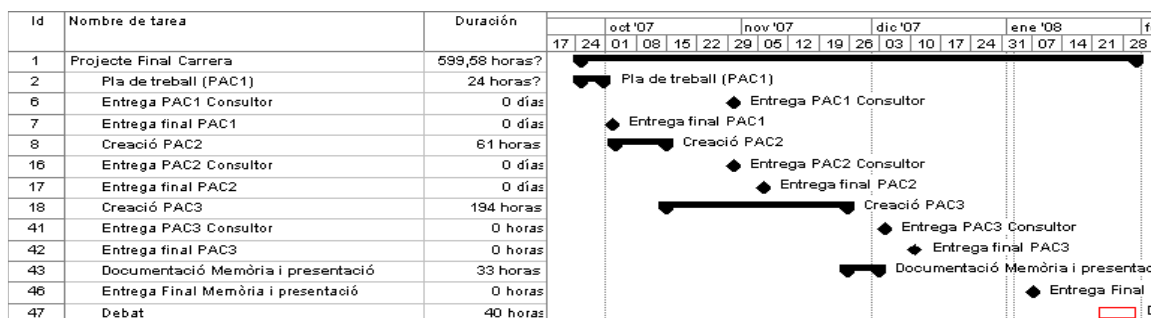 Id Nombre de tarea Duración
oct '07 nov '07 dic '07 ene '08 f
17 24 01 08 15 22 29 05 12 19 26 03 10 17 24 31 07 14 21 28
1 Projecte Final Carrera 599,58 horas?
2 Pla de treball (PAC1) 24 horas? Pla de treball (PAC1)
6 Entrega PAC1 Consultor 0 días Entrega PAC1 Consultor
7 Entrega final PAC1 0 días Entrega final PAC1
8 Creació PAC2 61 horas Creació PAC2
16 Entrega PAC2 Consultor 0 días Entrega PAC2 Consultor
17 Entrega final PAC2 0 días Entrega final PAC2
18 Creació PAC3 194 horas Creació PAC3
41 Entrega PAC3 Consultor 0 horas Entrega PAC3 Consultor
42 Entrega final PAC3 0 horas Entrega final PAC3
43 Documentació Memòria i presentació 33 horas Documentació Memòria i presentac
46 Entrega Final Memòria i presentació 0 horas Entrega Final
47 Debat 40 horas D